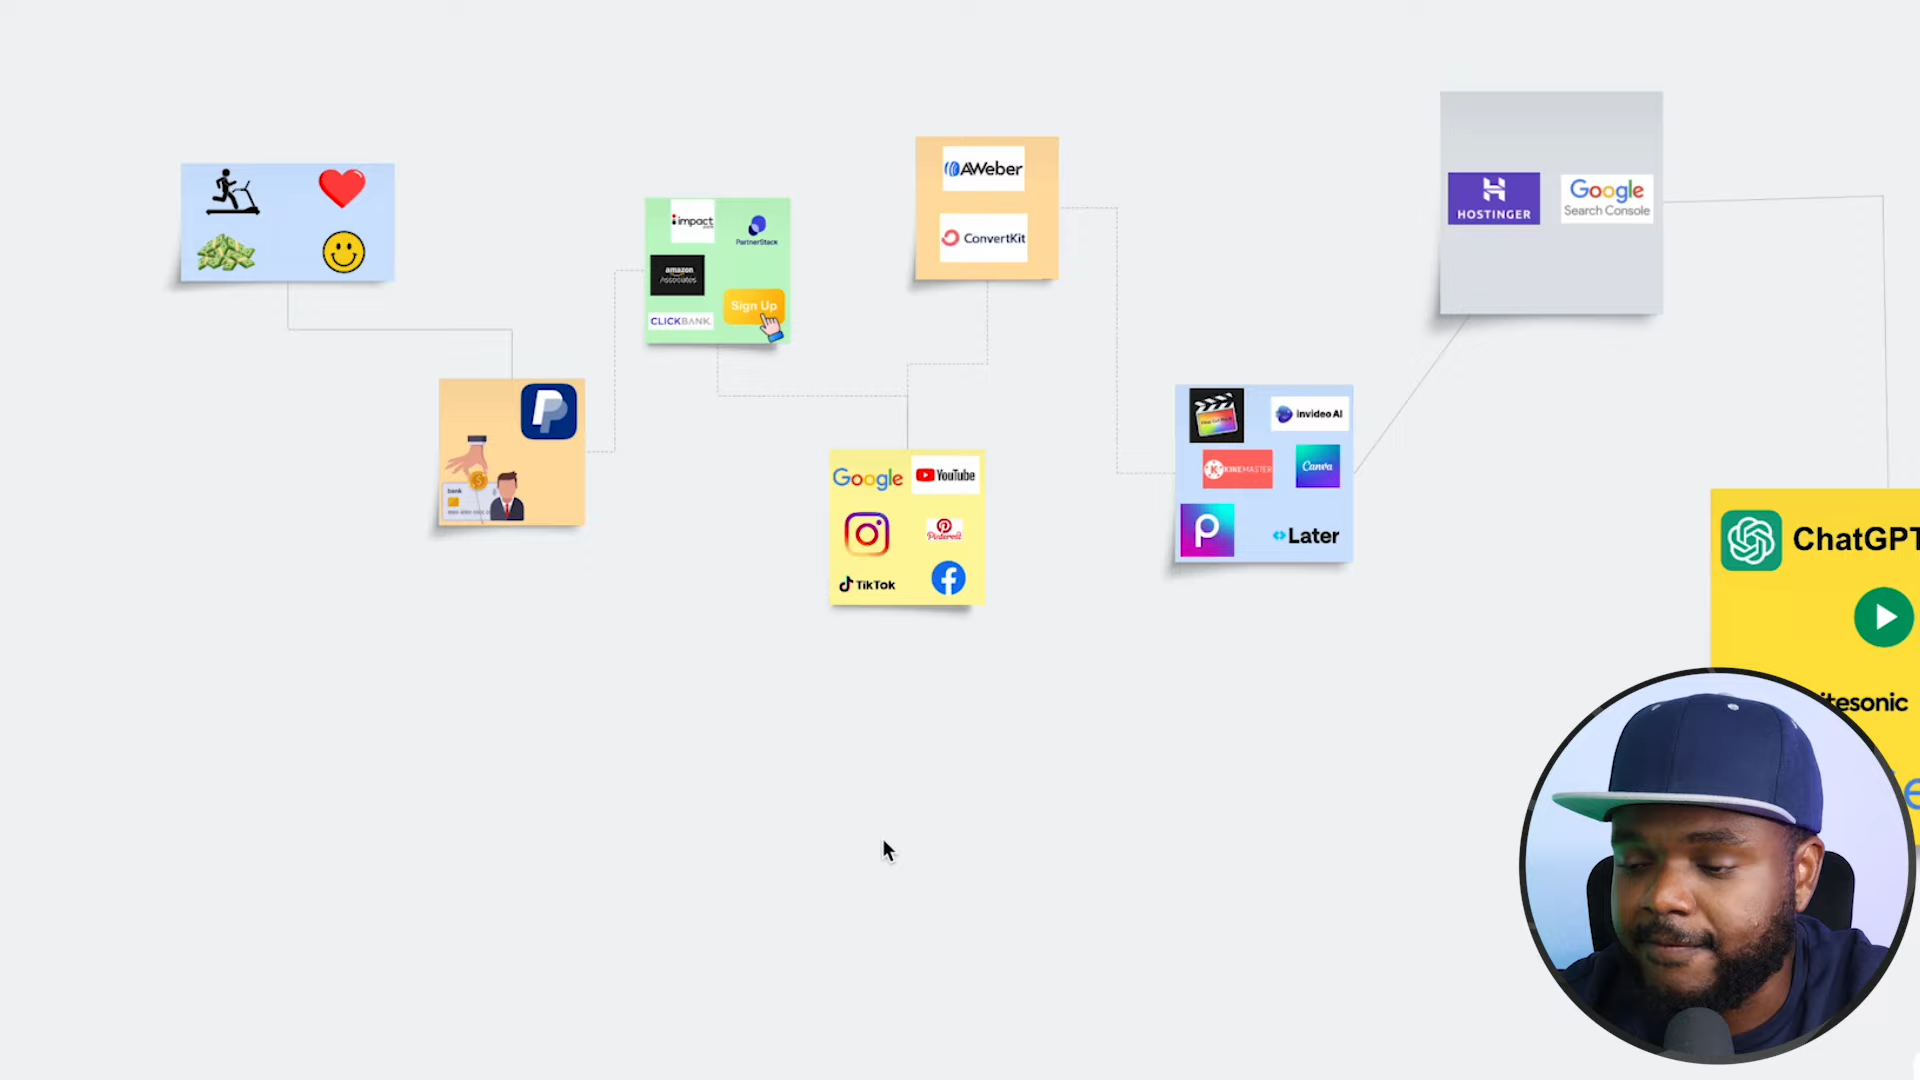 impact
PartnerStack
amazon
Associates
Sign Up
CLICKBANK
bank
Google
YouTube
Pinterest
TikTok
AWeber
ConvertKit
invideo AI
KINEMASTER
Canva
Later
HOSTINGER
Google
Search Console
ChatGPT
itesonic